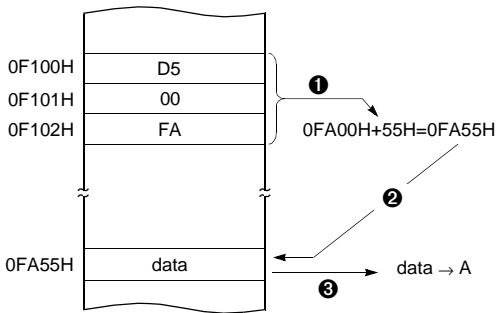 0F100H D5
0F101H 00 ❶
0F102H FA 0FA00H+55H=0FA55H
❷
0FA55H data data → A
❸